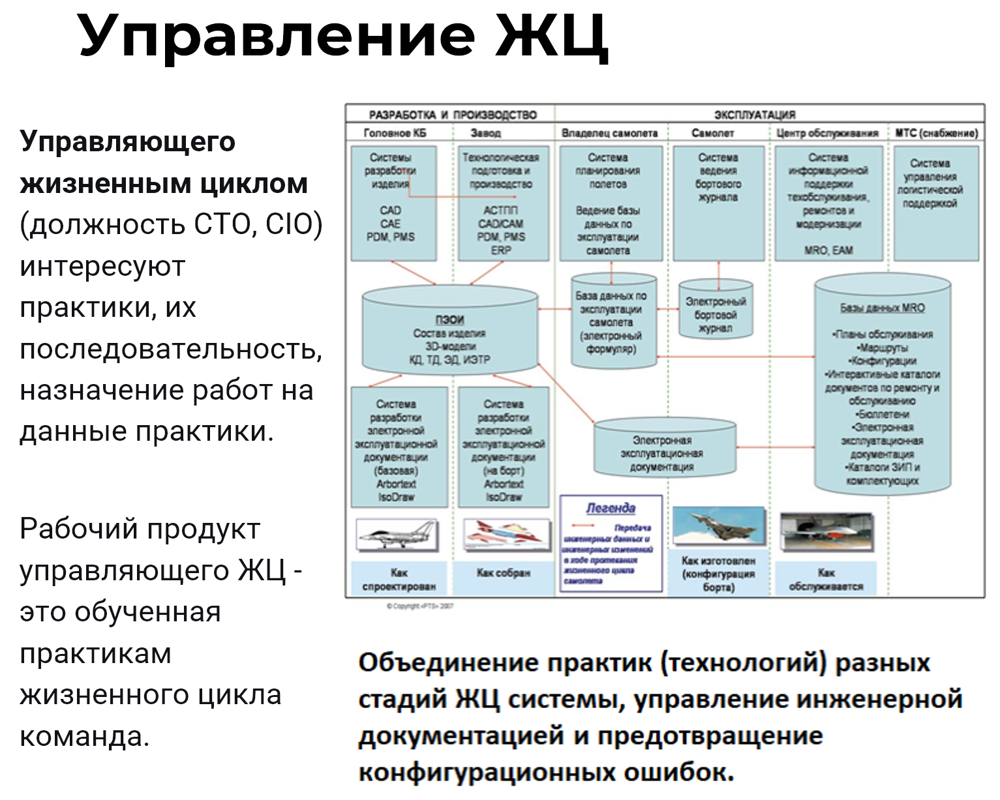 Управление ЖЦ
Управляющего
жизненным циклом
(должность CTO, CIO)
интересуют
практики, их
последовательность,
назначение работ на
данные практики.
Рабочий продукт
управляющего ЖЦ -
это обученная
практикам
жизненного цикла
команда.
РАЗРАБОТКА И ПРОИЗВОДСТВО
ЭКСПЛУАТАЦИЯ
Головное КБ
Завод
Владелец самолета
Самолет
Центр обслуживания
МТС (снабжение)
Системы
разработки
изделия
CAD
CAE
PDM, PMS
Технологическая
подготовка и
производство
АСТПП
CAD/CAM
PDM, PMS
ERP
Система
планирования
полетов
Ведение базы
данных по
эксплуатации
самолета
Система
ведения
бортового
журнала
Система
информационной
поддержки
техобслуживания,
ремонтов и
модернизации
MRO, EAM
Система
управления
логистической
поддержкой
ПЭОИ
Состав изделия
3D-модели
КД, ТД, ЭД, ИЭТР
База данных по
эксплуатации
самолета
(электронный
формуляр)
Электронный
бортовой
журнал
Базы данных MRO
•Планы обслуживания
•Маршруты
•Конфигурации
•Интерактивные каталоги
документов по ремонту и
обслуживанию
•Бюллетени
•Электронная
эксплуатационная
документация
•Каталоги ЗИП и
комплектующих
Система
разработки
электронной
эксплуатационной
документации
(базовая)
Arbortext
IsoDraw
Система
разработки
электронной
эксплуатационной
документации
(на борт)
Arbortext
IsoDraw
Электронная
эксплуатационная
документация
Легенда
Передача
инженерных данных и
инженерных изменений
в ходе протекания
жизненного цикла
самолета
Как
спроектирован
Как собран
Как изготовлен
(конфигурация
борта)
Как
обслуживается
© Copyright «PTS» 2007
Объединение практик (технологий) разных
стадий ЖЦ системы, управление инженерной
документацией и предотвращение
конфигурационных ошибок.